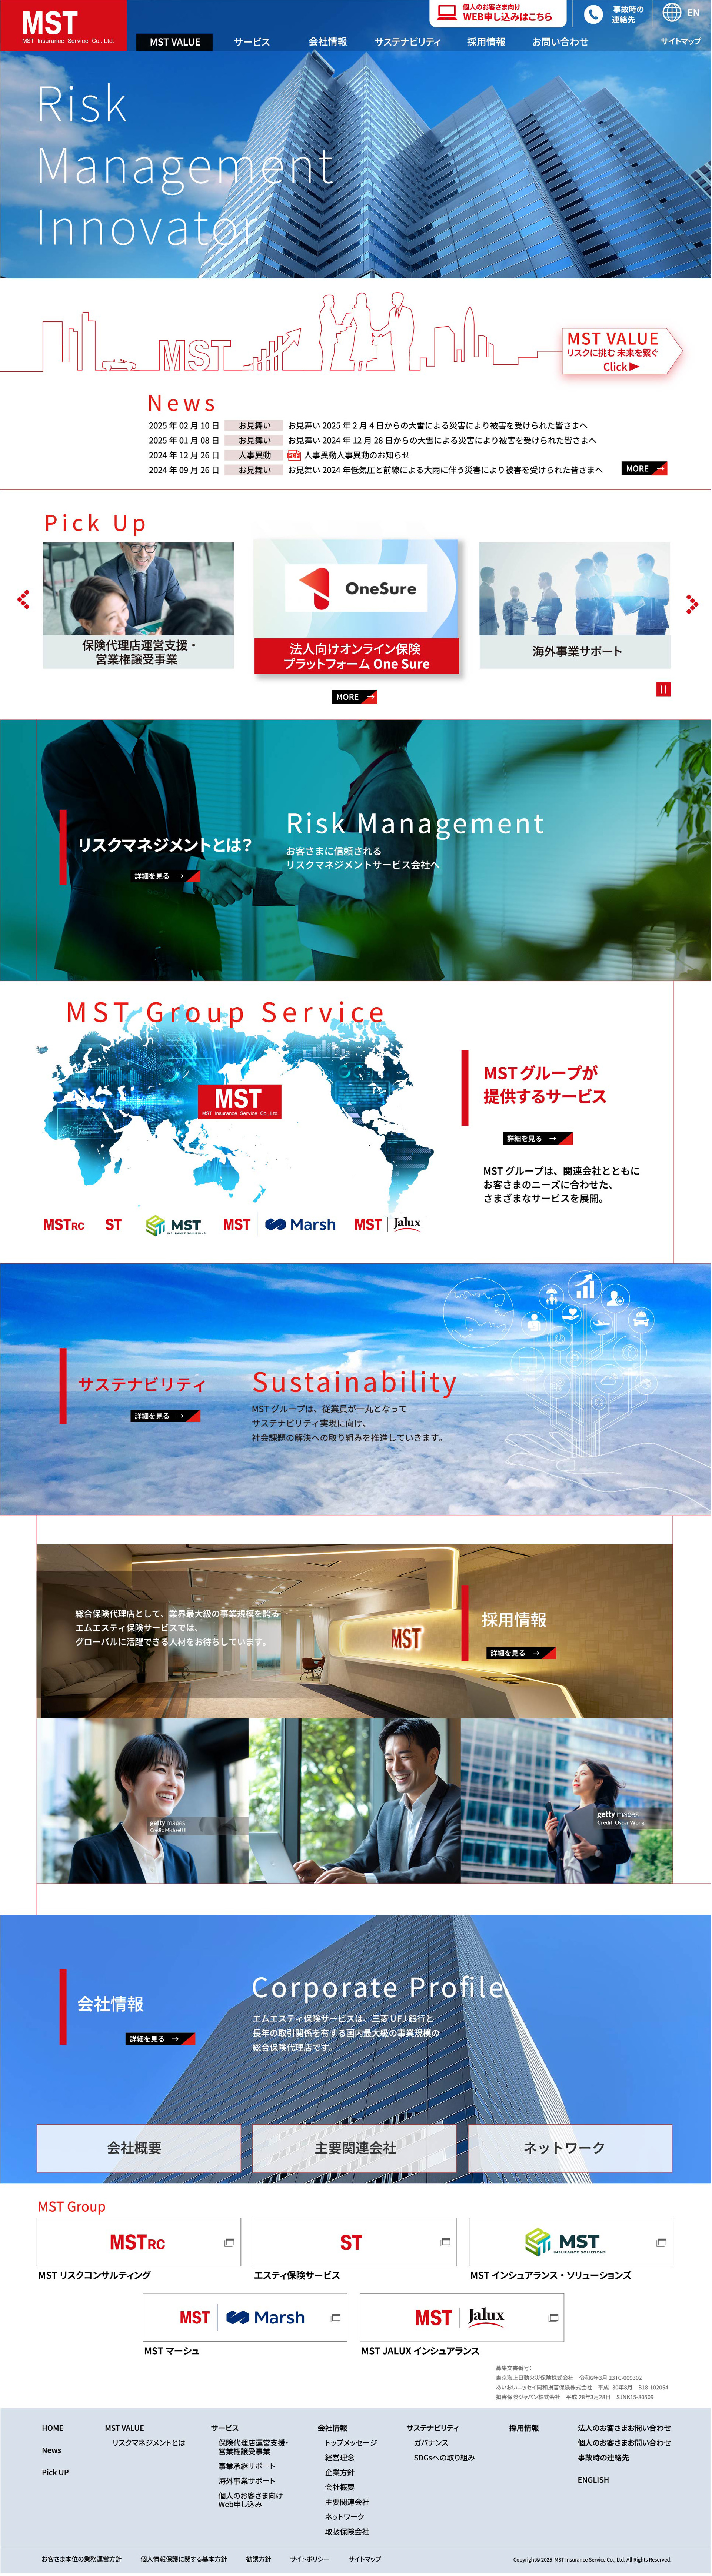 MST
MST Insurance Service Co., Ltd.
個人のお客さま向け
WEB申し込みはこちら
事故時の
連絡先
EN
MST VALUE
サービス
会社情報
サステナビリティ
採用情報
お問い合わせ
サイトマップ
Risk
Management
Innovator
MST
MST VALUE
リスクに挑む 未来を繋ぐ
Click▶
News
2025 年 02 月 10 日 お見舞い お見舞い 2025 年 2 月 4 日からの大雪による災害により被害を受けられた皆さまへ
2025 年 01 月 08 日 お見舞い お見舞い 2024 年 12 月 28 日からの大雪による災害により被害を受けられた皆さまへ
2024 年 12 月 26 日 人事異動 人事異動人事異動のお知らせ
2024 年 09 月 26 日 お見舞い お見舞い 2024 年低気圧と前線による大雨に伴う災害により被害を受けられた皆さまへ
MORE →
Pick Up
OneSure
保険代理店運営支援・
営業権譲受事業
法人向けオンライン保険
プラットフォーム One Sure
海外事業サポート
MORE →
リスクマネジメントとは?
詳細を見る →
Risk Management
お客さまに信頼される
リスクマネジメントサービス会社へ
MST Group Service
MST
MST Insurance Service Co., Ltd.
MSTグループが
提供するサービス
詳細を見る →
MST グループは、関連会社とともに
お客さまのニーズに合わせた、
さまざまなサービスを展開。
MSTRC
ST
MST
INSURANCE SOLUTIONS
MST Marsh
MST Jalux
サステナビリティ
詳細を見る →
Sustainability
MST グループは、従業員が一丸となって
サステナビリティ実現に向け、
社会課題の解決への取り組みを推進していきます。
総合保険代理店として、業界最大級の事業規模を誇る
エムエスティ保険サービスでは、
グローバルに活躍できる人材をお待ちしています。
MST
採用情報
詳細を見る →
gettyimages
Credit: Michael H
gettyimages
Credit: Oscar Wong
会社情報
詳細を見る →
Corporate Profile
エムエスティ保険サービスは、三菱 UFJ 銀行と
長年の取引関係を有する国内最大級の事業規模の
総合保険代理店です。
会社概要
主要関連会社
ネットワーク
MST Group
MSTRC
MST リスクコンサルティング
ST
エスティ保険サービス
MST
INSURANCE SOLUTIONS
MST インシュアランス・ソリューションズ
MST Marsh
MST マーシュ
MST Jalux
MST JALUX インシュアランス
募集文書番号:
東京海上日動火災保険株式会社 令和6年3月 23TC-009302
あいおいニッセイ同和損害保険株式会社 平成 30年8月 B18-102054
損害保険ジャパン株式会社 平成 28年3月28日 SJNK15-80509
HOME
News
Pick UP
MST VALUE
リスクマネジメントとは
サービス
保険代理店運営支援・
営業権譲受事業
事業承継サポート
海外事業サポート
個人のお客さま向け
Web申し込み
会社情報
トップメッセージ
経営理念
企業方針
会社概要
主要関連会社
ネットワーク
取扱保険会社
サステナビリティ
ガバナンス
SDGsへの取り組み
採用情報
法人のお客さまお問い合わせ
個人のお客さまお問い合わせ
事故時の連絡先
ENGLISH
お客さま本位の業務運営方針
個人情報保護に関する基本方針
勧誘方針
サイトポリシー
サイトマップ
Copyright© 2025 MST Insurance Service Co., Ltd. All Rights Reserved.